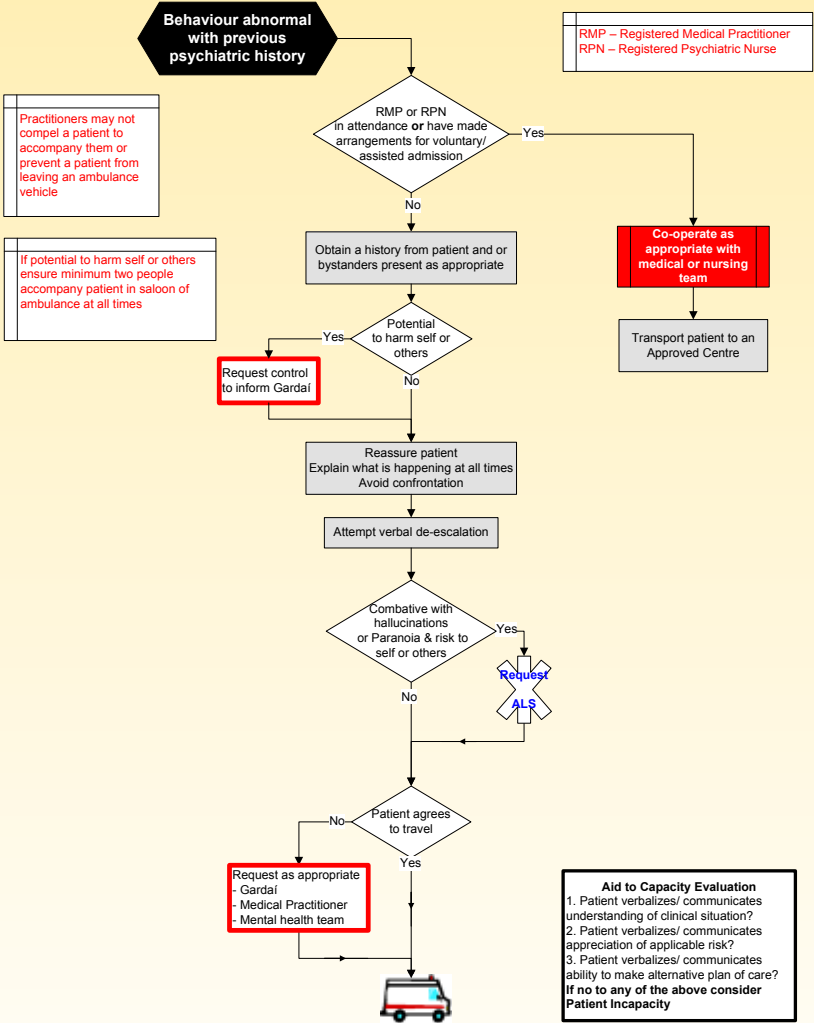 Behaviour abnormal
with previous
psychiatric history
RMP – Registered Medical Practitioner
RPN – Registered Psychiatric Nurse
Practitioners may not
compel a patient to
accompany them or
prevent a patient from
leaving an ambulance
vehicle
RMP or RPN
in attendance or have made
arrangements for voluntary/
assisted admission
Yes
No
If potential to harm self or others
ensure minimum two people
accompany patient in saloon of
ambulance at all times
Obtain a history from patient and or
bystanders present as appropriate
Co-operate as
appropriate with
medical or nursing
team
Transport patient to an
Approved Centre
Potential
to harm self or
others
Yes
No
Request control
to inform Gardaí
Reassure patient
Explain what is happening at all times
Avoid confrontation
Attempt verbal de-escalation
Combative with
hallucinations
or Paranoia & risk to
self or others
Yes
No
Request
ALS
Patient agrees
to travel
No
Yes
Request as appropriate
- Gardaí
- Medical Practitioner
- Mental health team
Aid to Capacity Evaluation
1. Patient verbalizes/ communicates
understanding of clinical situation?
2. Patient verbalizes/ communicates
appreciation of applicable risk?
3. Patient verbalizes/ communicates
ability to make alternative plan of care?
If no to any of the above consider
Patient Incapacity